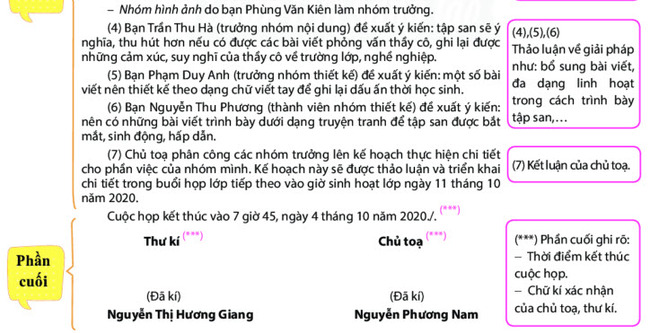 – Nhóm hình ảnh do bạn Phùng Văn Kiên làm nhóm trưởng.
(4) Bạn Trần Thu Hà (trưởng nhóm nội dung) đề xuất ý kiến: tập san sẽ ý
nghĩa, thu hút hơn nếu có được các bài viết phỏng vấn thầy cô, ghi lại được
những cảm xúc, suy nghĩ của thầy cô về trường lớp, nghề nghiệp.
(5) Bạn Phạm Duy Anh (trưởng nhóm thiết kế) đề xuất ý kiến: một số bài
viết nên thiết kế theo dạng chữ viết tay để ghi lại dấu ấn thời học sinh.
(6) Bạn Nguyễn Thu Phương (thành viên nhóm thiết kế) đề xuất ý kiến:
nên có những bài viết trình bày dưới dạng truyện tranh để tập san được bắt
mắt, sinh động, hấp dẫn.
(4),(5),(6)
Thảo luận về giải pháp
như: bổ sung bài viết,
đa dạng linh hoạt
trong cách trình bày
tập san,...
(7) Chủ toạ phân công các nhóm trưởng lên kế hoạch thực hiện chi tiết
cho phần việc của nhóm mình. Kế hoạch này sẽ được thảo luận và triển khai
chi tiết trong buổi họp lớp tiếp theo vào giờ sinh hoạt lớp ngày 11 tháng 10
năm 2020.
(7) Kết luận của chủ toạ.
Cuộc họp kết thúc vào 7 giờ 45, ngày 4 tháng 10 năm 2020./. (***)
Thư kí (***)
Chủ toạ (***)
Phần
cuối
(Đã kí)
(Đã kí)
Nguyễn Thị Hương Giang
Nguyễn Phương Nam
(***) Phần cuối ghi rõ:
– Thời điểm kết thúc
cuộc họp.
– Chữ kí xác nhận
của chủ toạ, thư kí.